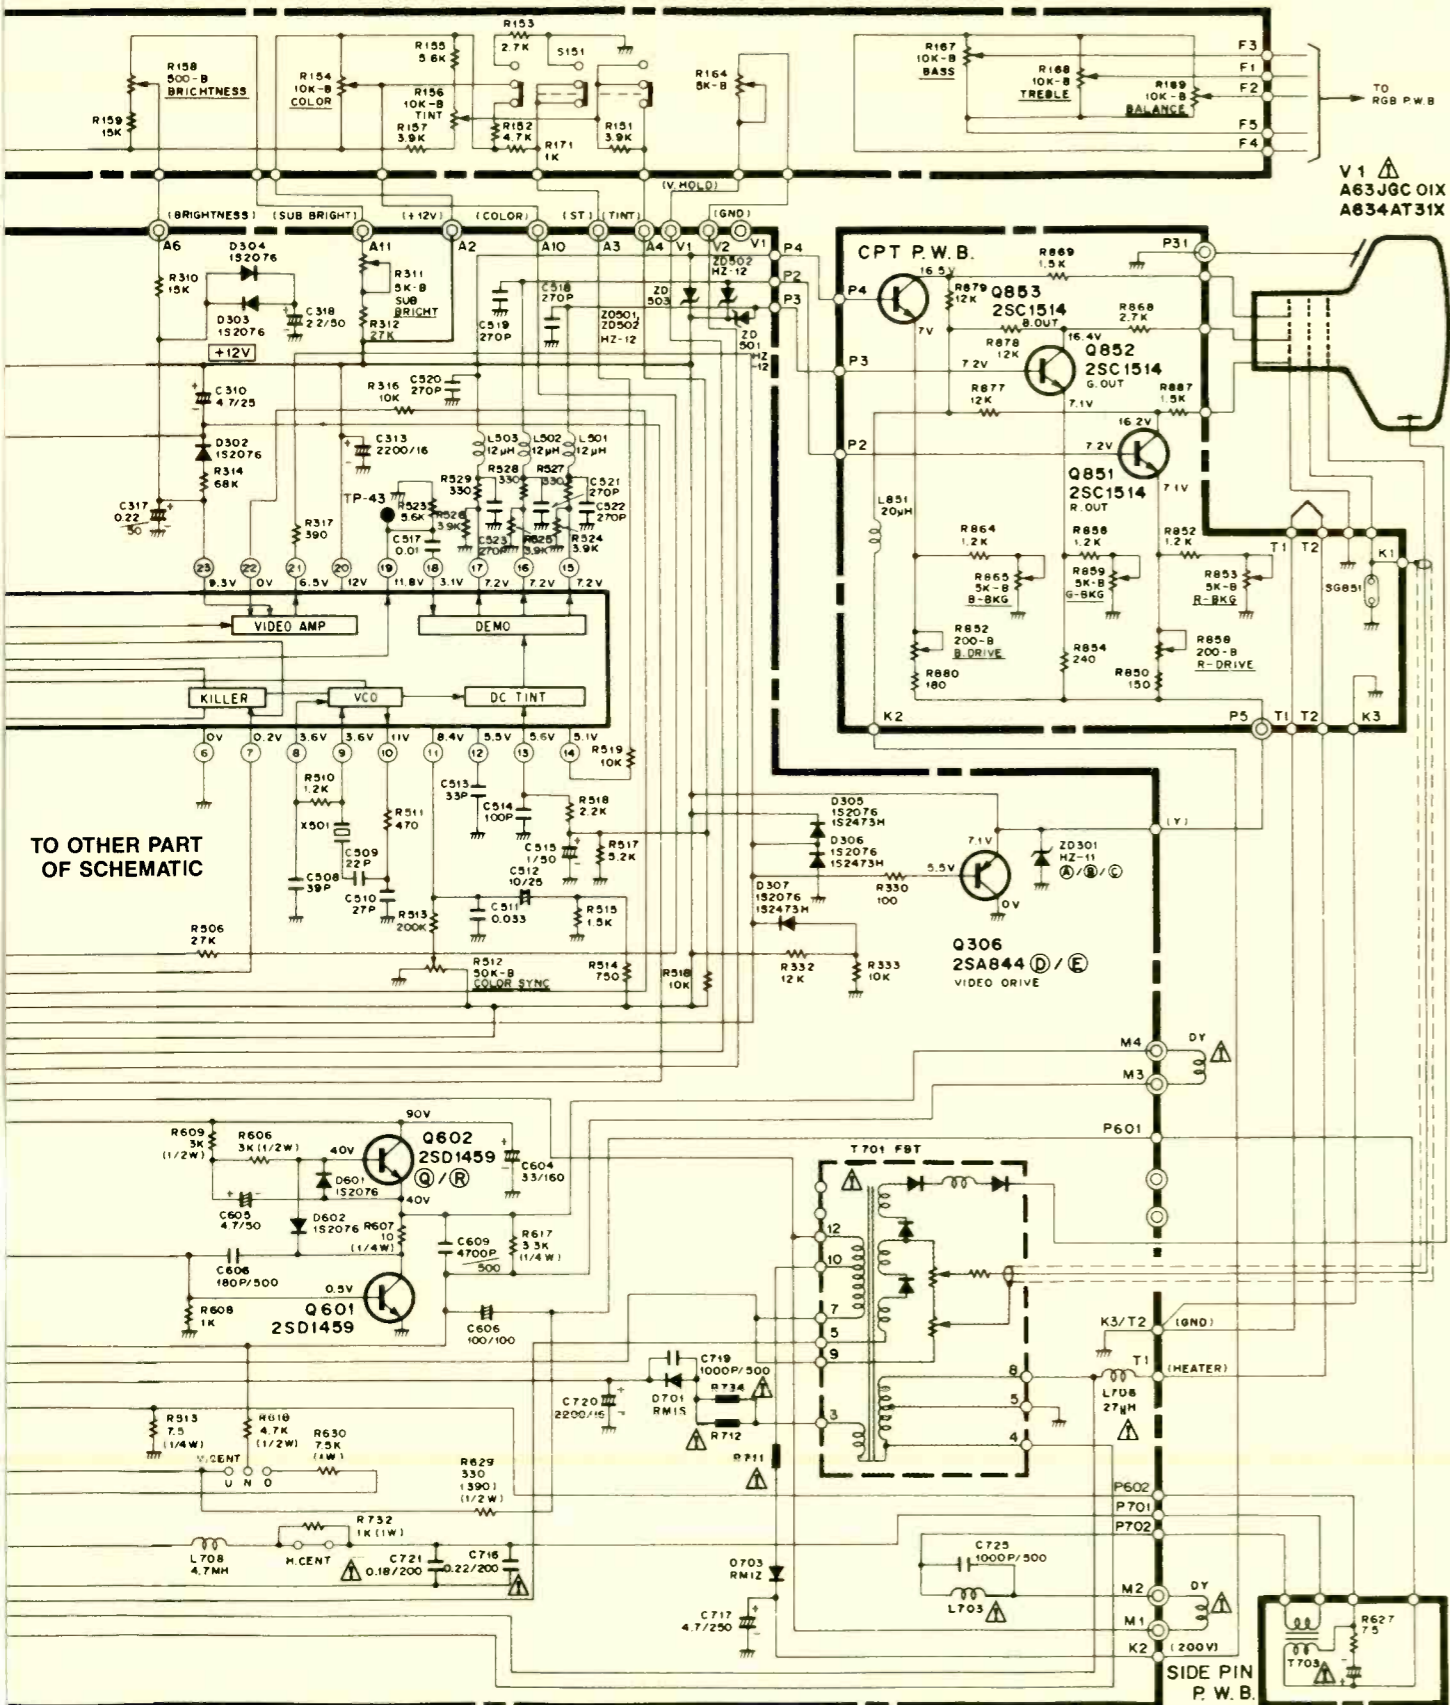 R158
500-B
BRIGHTNESS
R159
15K
R154
10K-B
COLOR
R155
5.6K
R156
10K-B
TINT
R157
3.9K
R153
2.7K
S151
R152
4.7K
R171
1K
R151
3.9K
R164
5K-B
R167
10K-B
BASS
R168
10K-B
TREBLE
R169
10K-B
BALANCE
F3
F1
F2
F5
F4
TO
RGB P.W.B
V1
A63JGC 01X
A634AT31X
(V.HOLD)
(BRIGHTNESS)
(SUB BRIGHT)
(+12V)
(COLOR)
(ST)
(TINT)
(GND)
A6
A11
A2
A10
A3
A4
V1
V2
V1
P4
P2
P3
D304
1S2076
R310
15K
D303
1S2076
C318
22/50
+12V
R311
5K-B
SUB
BRIGHT
R312
27K
C519
270P
C518
270P
ZD501,
ZD502
HZ-12
ZD
503
ZD502
HZ-12
ZD
501
HZ
-12
C310
4.7/25
R316
10K
C520
270P
D302
1S2076
R314
68K
C317
0.22
50
C313
2200/16
L503
12µH
L502
12µH
L501
12µH
R529
330
R528
330
R527
330
C521
270P
C522
270P
TP-43
R523
5.6K
R526
3.9K
C517
0.01
C523
270P
R525
3.9K
R524
3.9K
R317
390
23
22
21
20
19
18
17
16
15
9.3V
0V
6.5V
12V
11.8V
3.1V
7.2V
7.2V
7.2V
VIDEO AMP
DEMO
KILLER
VCO
DC TINT
0V
0.2V
3.6V
3.6V
11V
8.4V
5.5V
5.6V
5.1V
6
7
8
9
10
11
12
13
14
R519
10K
CPT P.W.B.
P4
P3
P2
16.5V
7V
R879
12K
Q853
2SC1514
B.OUT
R869
1.5K
P31
R868
2.7K
R878
12K
16.4V
Q852
2SC1514
G.OUT
7.2V
7.1V
R877
12K
R887
1.5K
16.2V
7.2V
Q851
2SC1514
R.OUT
7.1V
L851
20µH
R864
1.2K
R856
1.2K
R852
1.2K
R865
5K-B
B-BKG
R859
5K-B
G-BKG
R853
5K-B
R-BKG
R852
200-B
B.DRIVE
R854
240
R858
200-B
R-DRIVE
R880
180
R850
150
T1
T2
K1
SG851
K2
P5
T1
T2
K3
TO OTHER PART
OF SCHEMATIC
R510
1.2K
X501
C509
22P
C508
39P
C510
27P
R511
470
C513
33P
C514
100P
R518
2.2K
C515
1/50
R517
5.2K
C512
10/25
R513
200K
C511
0.033
R515
1.5K
R506
27K
R512
50K-B
COLOR SYNC
R514
750
R518
10K
D305
1S2076
1S2473H
D306
1S2076
1S2473H
D307
1S2076
1S2473H
R330
100
7.1V
5.5V
0V
ZD301
HZ-11
A/B/C
(Y)
R332
12K
R333
10K
Q306
2SA844 D/E
VIDEO DRIVE
M4
M3
DY
P601
R609
3K
(1/2W)
R606
3K(1/2W)
40V
90V
Q602
2SD1459
Q/R
C604
33/160
D601
1S2076
40V
C605
4.7/50
D602
1S2076
R607
10
(1/4W)
C609
4700P
500
R617
3.3K
(1/4W)
C606
180P/500
0.5V
Q601
2SD1459
R608
1K
C606
100/100
T701 FBT
12
10
7
5
9
3
8
5
4
K3/T2
(GND)
T1
(HEATER)
L706
27µH
C719
1000P/500
D701
RM1S
R734
R712
C720
2200/16
R711
R513
7.5
(1/4W)
R618
4.7K
(1/2W)
R630
7.5K
V.CENT
U N D
R629
330
(390)
(1/2W)
P602
P701
P702
R732
1K(1W)
L708
4.7MH
H.CENT
C721
0.18/200
C716
0.22/200
D703
RM1Z
C717
4.7/250
C725
1000P/500
L703
M2
M1
DY
K2
(200V)
SIDE PIN
P.W.B.
T703
R627
75